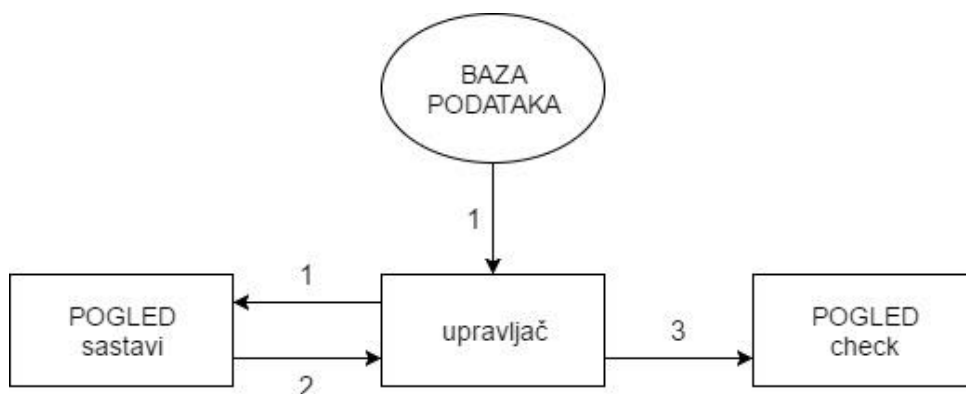 BAZA
PODATAKA
1
1
POGLED
sastavi
upravljač
3
POGLED
check
2